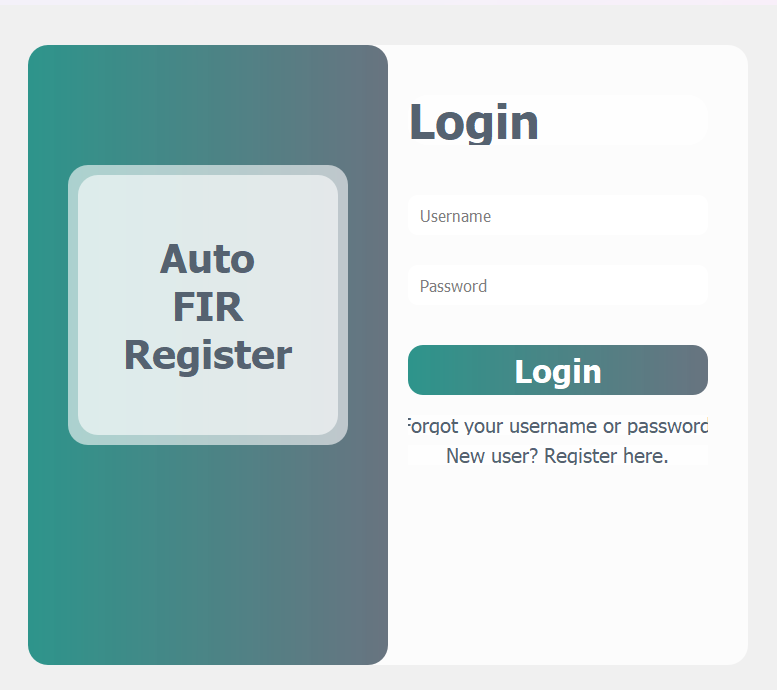 Auto
FIR
Register
Login
Username
Password
Login
Forgot your username or password
New user? Register here.